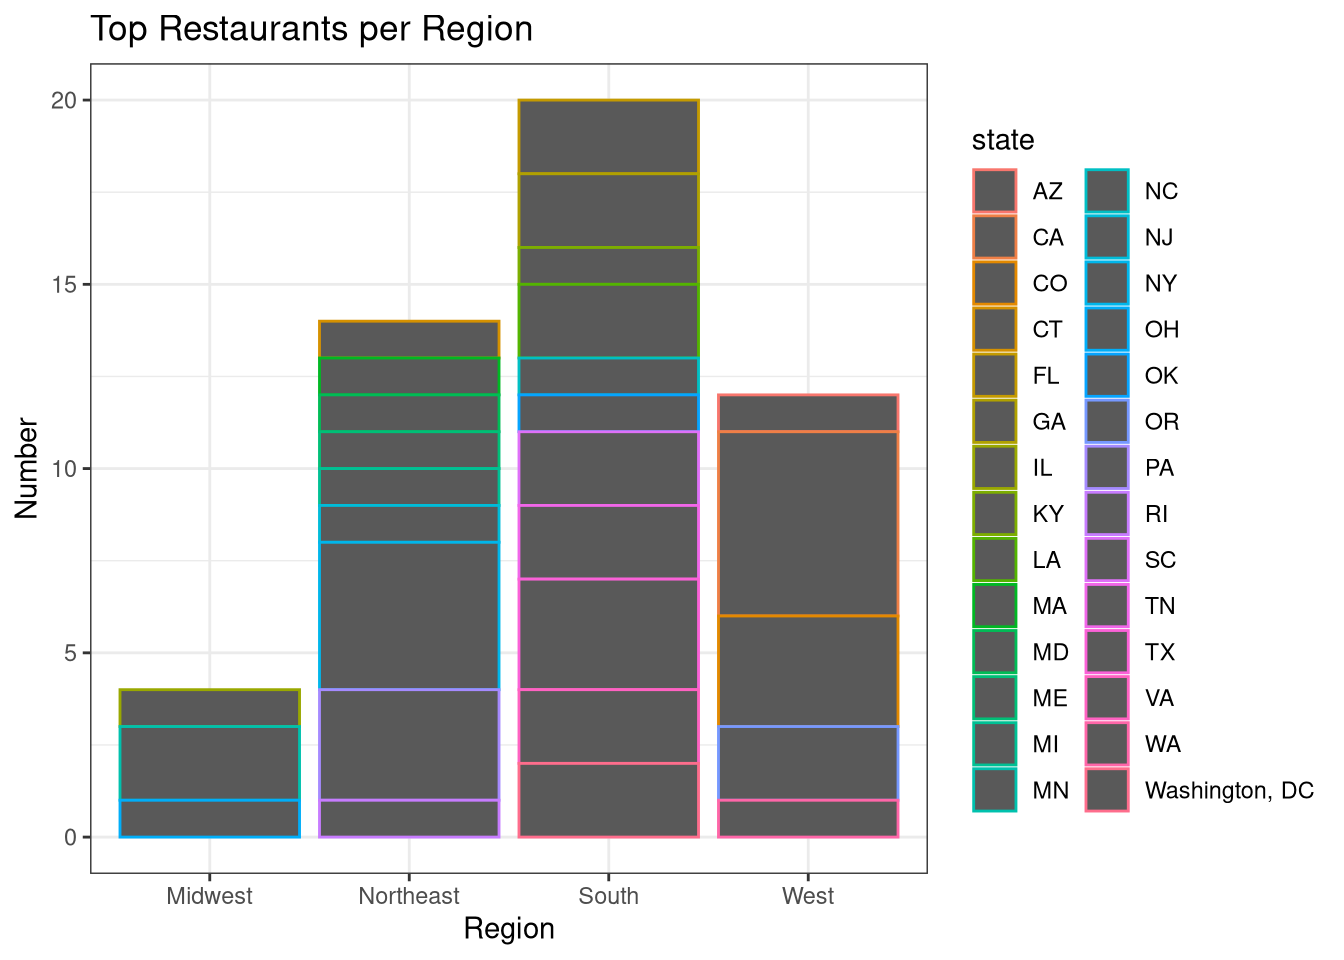 Top Restaurants per Region
Number
20
15
10
5
0
Midwest
Northeast
South
West
Region
state
AZ
CA
CO
CT
FL
GA
IL
KY
LA
MA
MD
ME
MI
MN
NC
NJ
NY
OH
OK
OR
PA
RI
SC
TN
TX
VA
WA
Washington, DC